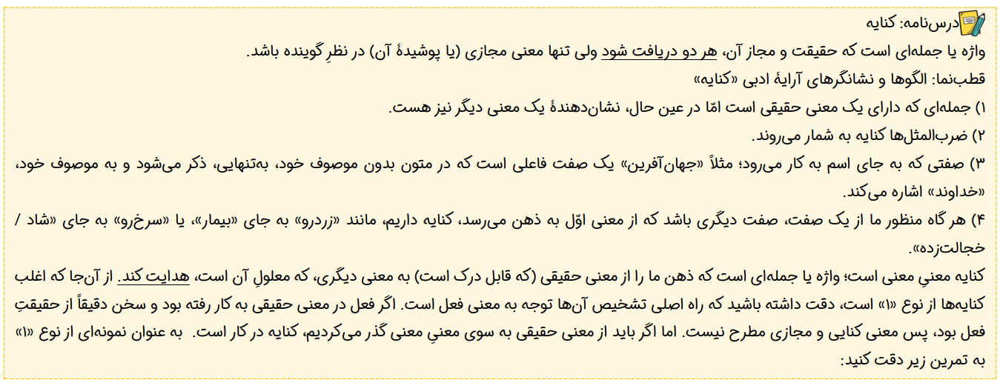 درس‌نامه: کنایه
واژه یا جمله‌ای است که حقیقت و مجاز آن، هر دو دریافت شود ولی تنها معنی مجازی (یا پوشیدهٔ آن) در نظرِ گوینده باشد.
قطب‌نما: الگوها و نشانگرهای آرایهٔ ادبی «کنایه»
۱) جمله‌ای که دارای یک معنی حقیقی است امّا در عین حال، نشان‌دهندهٔ یک معنی دیگر نیز هست.
۲) ضرب‌المثل‌ها کنایه به شمار می‌روند.
۳) صفتی که به جای اسم به کار می‌رود؛ مثلاً «جهان‌آفرین» یک صفت فاعلی است که در متون بدون موصوف خود، به‌تنهایی، ذکر می‌شود و به موصوف خود،
«خداوند» اشاره می‌کند.
۴) هر گاه منظور ما از یک صفت، صفت دیگری باشد که از معنی اوّل به ذهن می‌رسد، کنایه داریم، مانند «زردرو» به جای «بیمار»، یا «سرخ‌رو» به جای «شاد /
خجالت‌زده».
کنایه معنیِ معنی است؛ واژه یا جمله‌ای است که ذهن ما را از معنی حقیقی (که قابل درک است) به معنی دیگری، که معلولِ آن است، هدایت کند. از آن‌جا که اغلب
کنایه‌ها از نوع «۱» است، دقت داشته باشید که راه اصلی تشخیص آن‌ها توجه به معنی فعل است. اگر فعل در معنی حقیقی به کار رفته بود و سخن دقیقاً از حقیقتِ
فعل بود، پس معنی کنایی و مجازی مطرح نیست. اما اگر باید از معنی حقیقی به سوی معنیِ معنی گذر می‌کردیم، کنایه در کار است. به عنوان نمونه‌ای از نوع «۱»
به تمرین زیر دقت کنید: